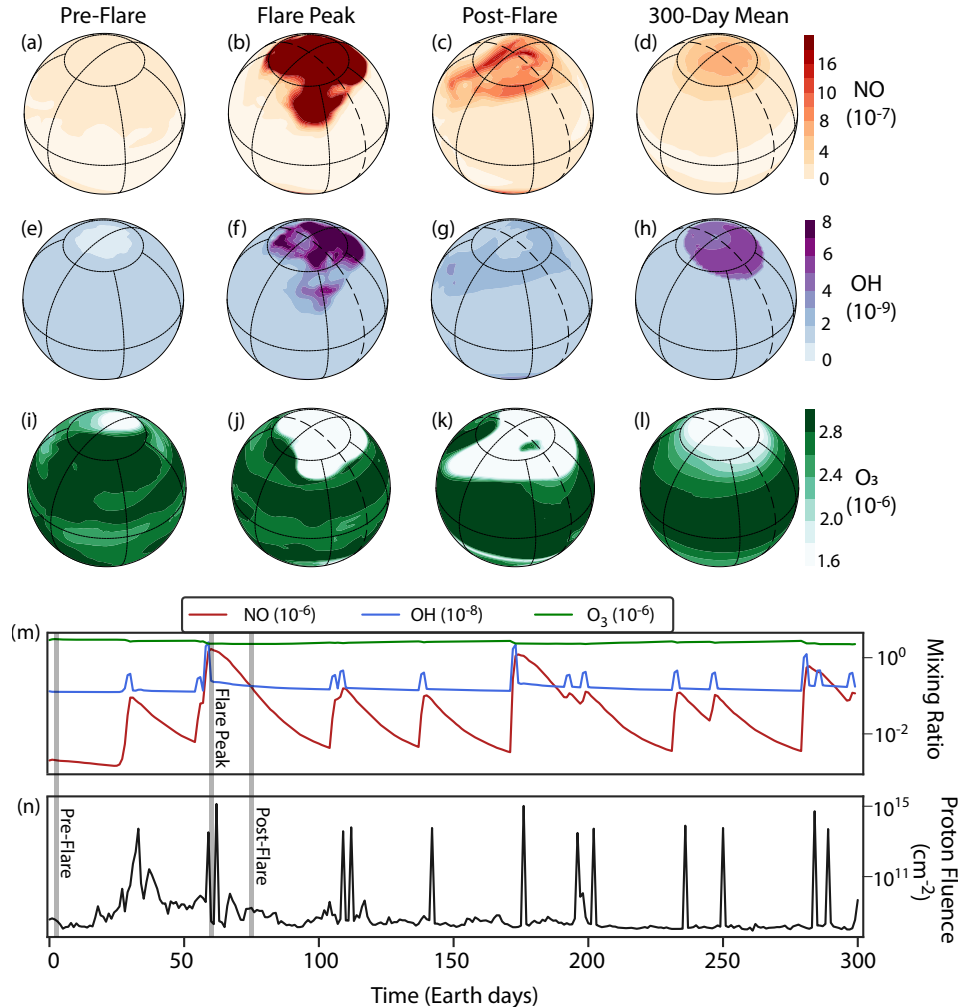 Pre-Flare Flare Peak Post-Flare 300-Day Mean
(a) (b) (c) (d)
16
14
10
8
4
0
NO
(10⁻⁷)
(e) (f) (g) (h)
8
6
4
2
0
OH
(10⁻⁹)
(i) (j) (k) (l)
2.8
2.4
2.0
1.6
O₃
(10⁻⁶)
NO (10⁻⁶) OH (10⁻⁸) O₃ (10⁻⁶)
(m)
Flare Peak
10⁰
10⁻²
Mixing Ratio
(n)
Pre-Flare
Post-Flare
10¹⁵
10¹¹
Proton Fluence
(cm⁻²)
0 50 100 150 200 250 300
Time (Earth days)